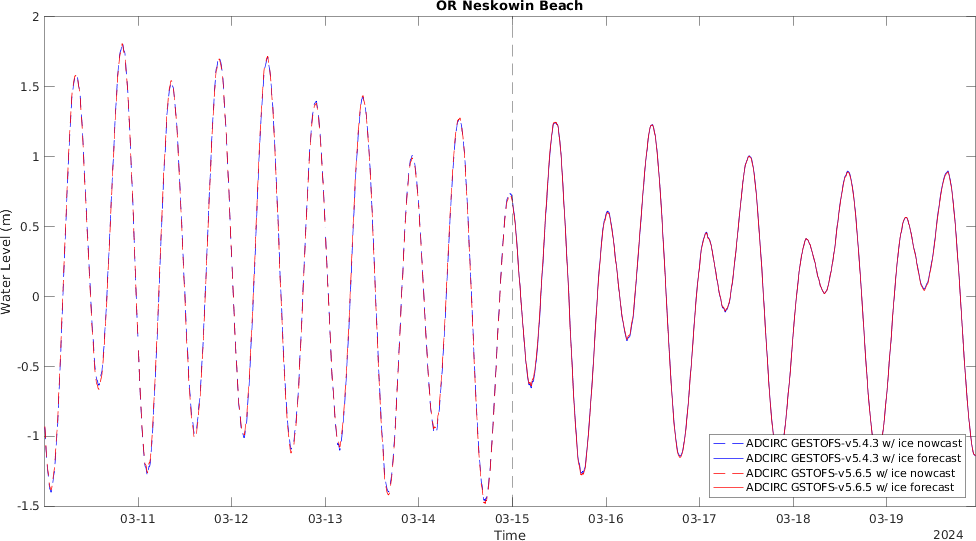 OR Neskowin Beach
2
1.5
1
0.5
0
-0.5
-1
-1.5
Water Level (m)
03-11 03-12 03-13 03-14 03-15 03-16 03-17 03-18 03-19
Time
2024
ADCIRC GESTOFS-v5.4.3 w/ ice nowcast
ADCIRC GESTOFS-v5.4.3 w/ ice forecast
ADCIRC GSTOFS-v5.6.5 w/ ice nowcast
ADCIRC GSTOFS-v5.6.5 w/ ice forecast